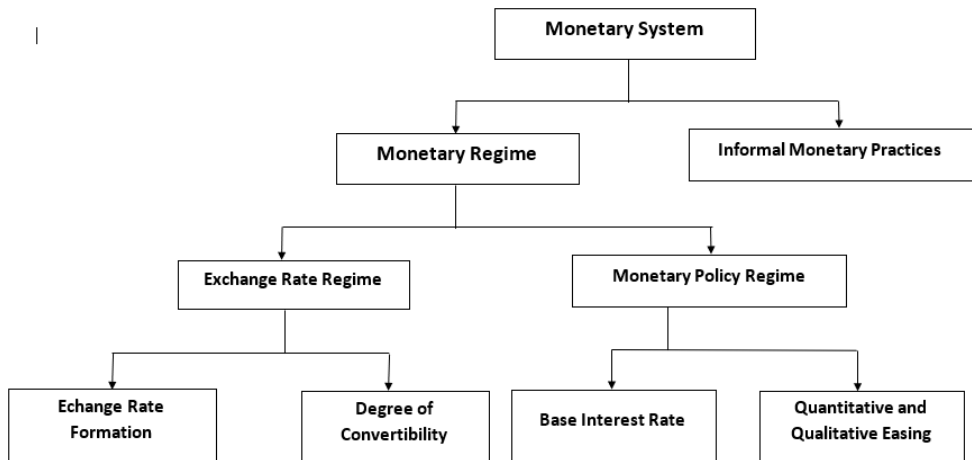 Monetary System
Monetary Regime
Informal Monetary Practices
Exchange Rate Regime
Monetary Policy Regime
Echange Rate
Formation
Degree of
Convertibility
Base Interest Rate
Quantitative and
Qualitative Easing